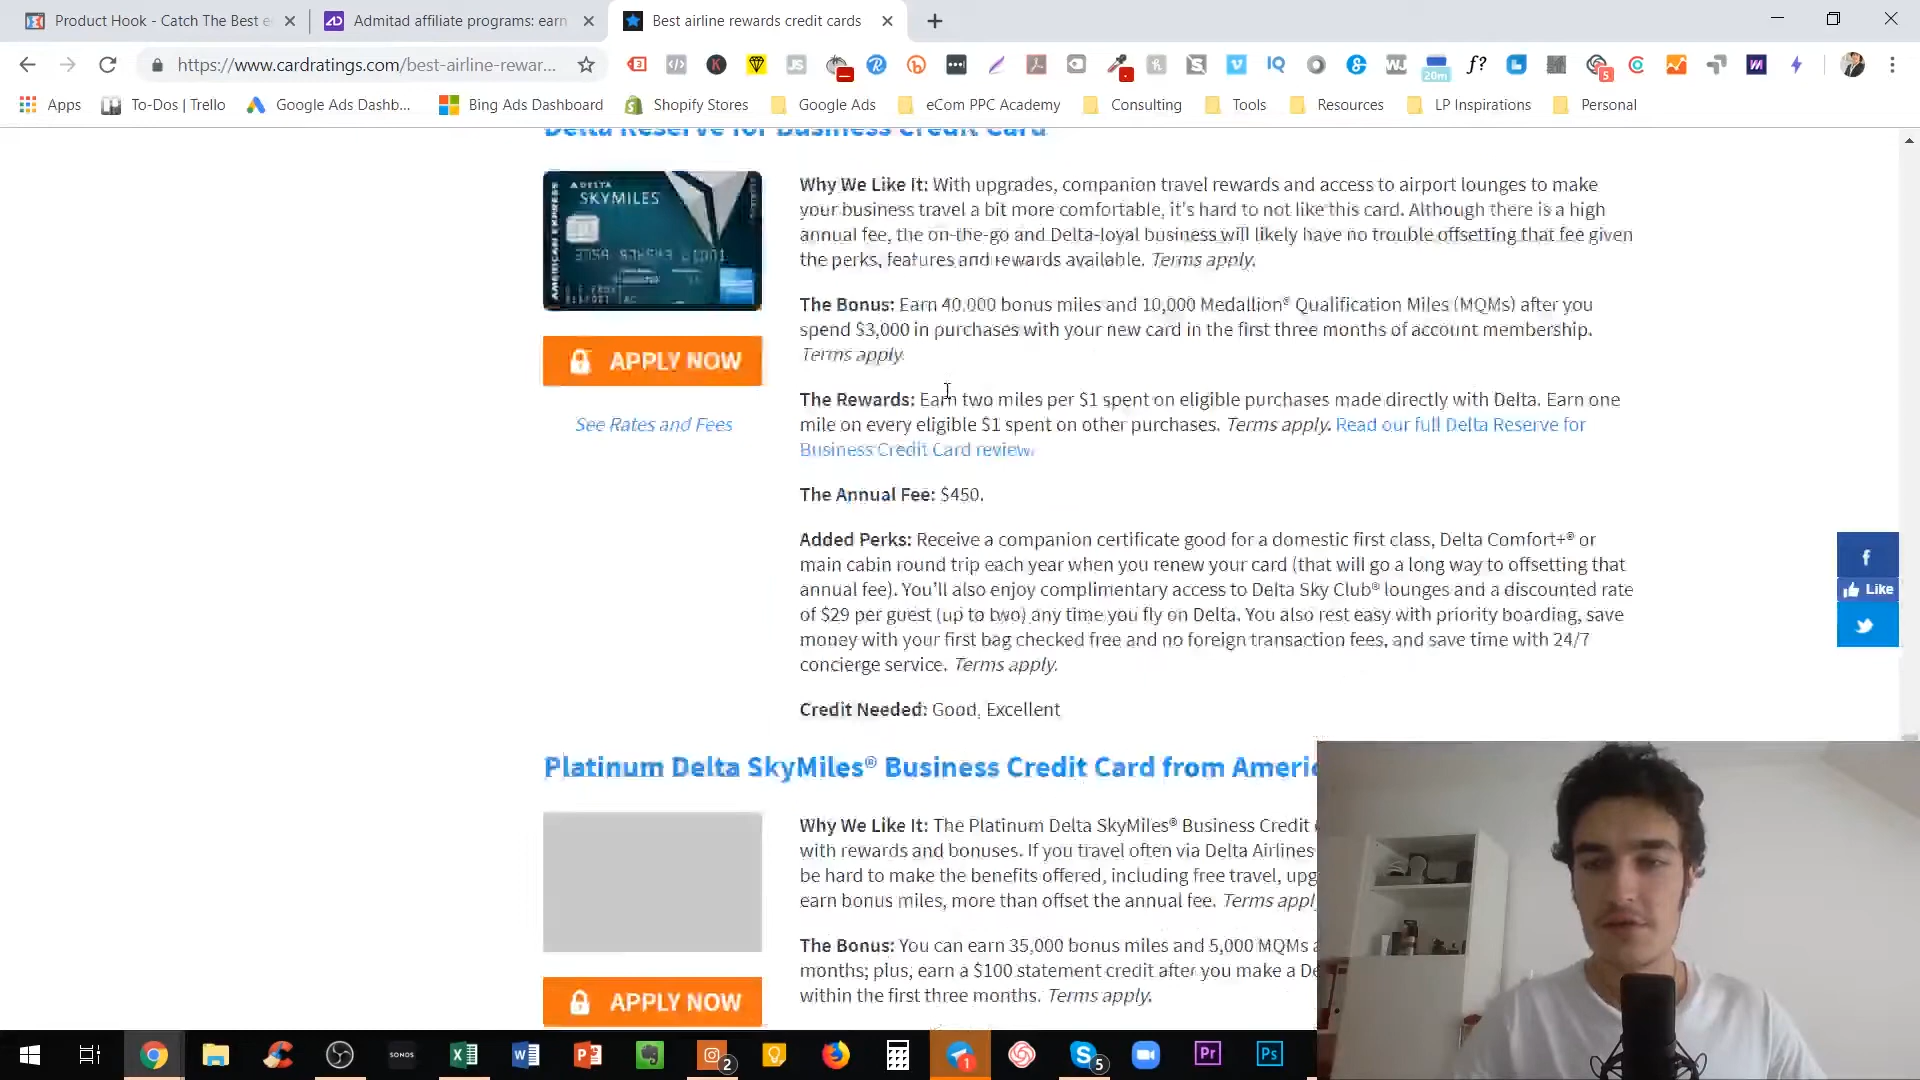 Product Hook - Catch The Best e
Admitad affiliate programs: earn
Best airline rewards credit cards
https://www.cardratings.com/best-airline-rewar...
Apps
To-Dos | Trello
Google Ads Dashb...
Bing Ads Dashboard
Shopify Stores
Google Ads
eCom PPC Academy
Consulting
Tools
Resources
LP Inspirations
Personal
Delta Reserve for Business Credit Card
DELTA
SKYMILES
AMERICAN EXPRESS
Why We Like It: With upgrades, companion travel rewards and access to airport lounges to make
your business travel a bit more comfortable, it's hard to not like this card. Although there is a high
annual fee, the on-the-go and Delta-loyal business will likely have no trouble offsetting that fee given
the perks, features and rewards available. Terms apply.
The Bonus: Earn 40,000 bonus miles and 10,000 Medallion® Qualification Miles (MQMs) after you
spend $3,000 in purchases with your new card in the first three months of account membership.
Terms apply.
APPLY NOW
See Rates and Fees
The Rewards: Earn two miles per $1 spent on eligible purchases made directly with Delta. Earn one
mile on every eligible $1 spent on other purchases. Terms apply. Read our full Delta Reserve for
Business Credit Card review.
The Annual Fee: $450.
Added Perks: Receive a companion certificate good for a domestic first class, Delta Comfort+® or
main cabin round trip each year when you renew your card (that will go a long way to offsetting that
annual fee). You'll also enjoy complimentary access to Delta Sky Club® lounges and a discounted rate
of $29 per guest (up to two) any time you fly on Delta. You also rest easy with priority boarding, save
money with your first bag checked free and no foreign transaction fees, and save time with 24/7
concierge service. Terms apply.
Like
Credit Needed: Good, Excellent
Platinum Delta SkyMiles® Business Credit Card from Americ
Why We Like It: The Platinum Delta SkyMiles® Business Credit
with rewards and bonuses. If you travel often via Delta Airlines
be hard to make the benefits offered, including free travel, upg
earn bonus miles, more than offset the annual fee. Terms appl
The Bonus: You can earn 35,000 bonus miles and 5,000 MQMs a
months; plus, earn a $100 statement credit after you make a De
within the first three months. Terms apply.
APPLY NOW
SONOS
2
1
5
Pr
Ps